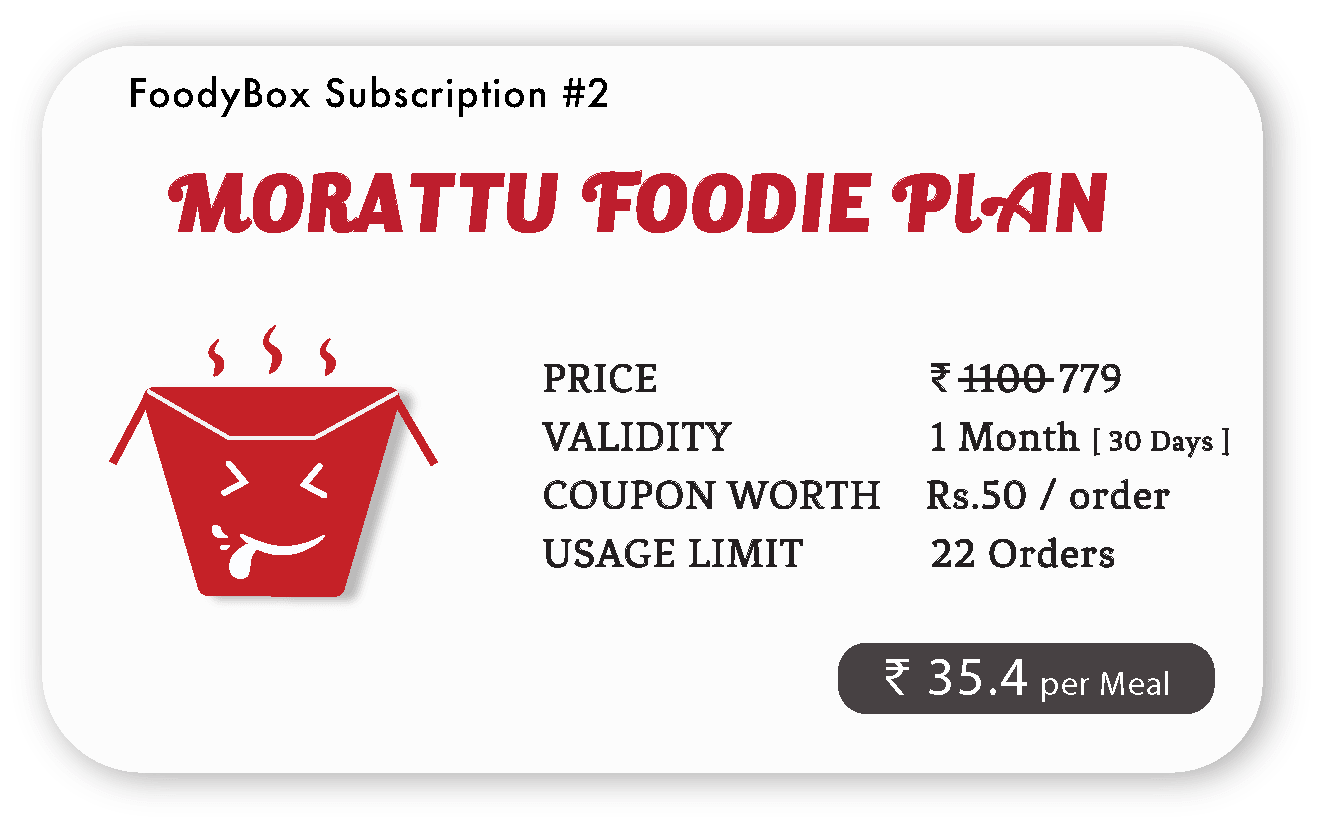 FoodyBox Subscription #2
MORATTU FOODIE PlAN
PRICE ₹ 1100 779
VALIDITY 1 Month [ 30 Days ]
COUPON WORTH Rs.50 / order
USAGE LIMIT 22 Orders
₹ 35.4 per Meal